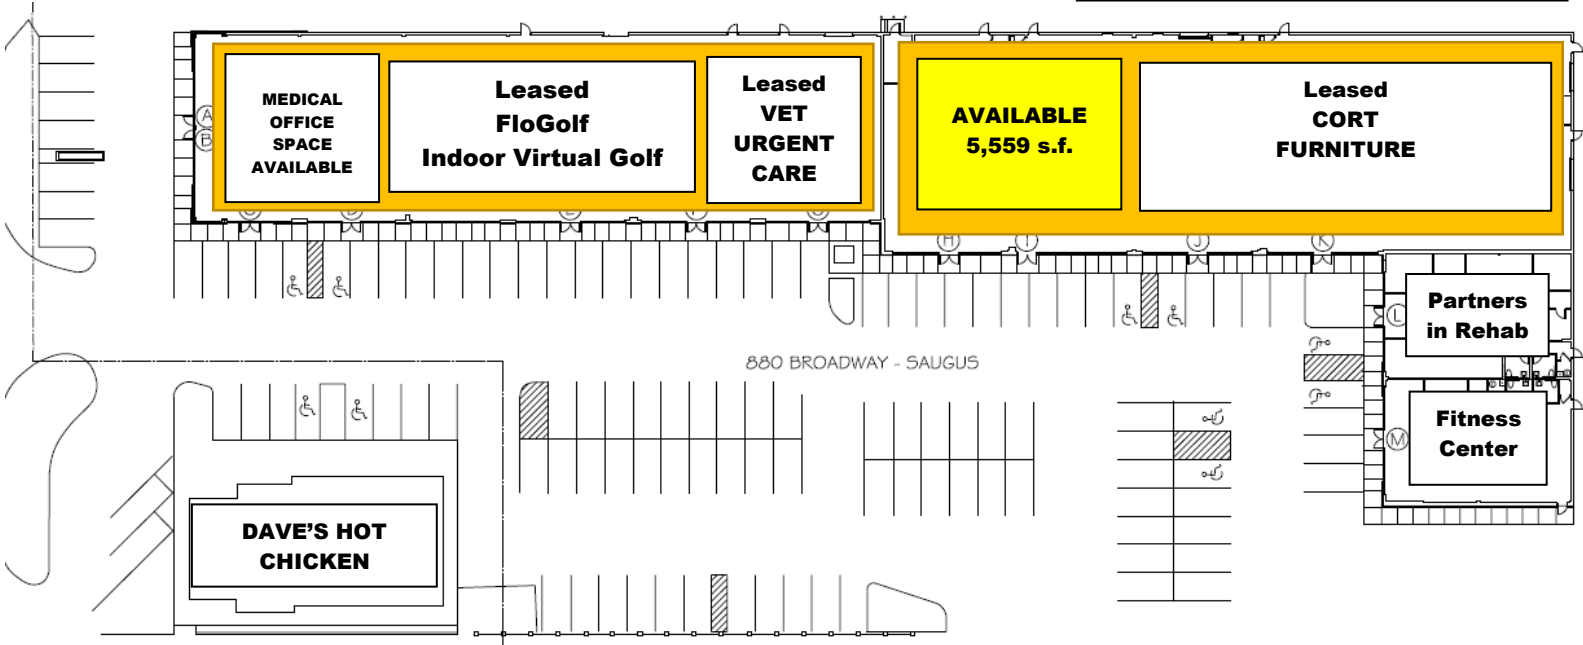 MEDICAL
OFFICE
SPACE
AVAILABLE
Leased
FloGolf
Indoor Virtual Golf
Leased
VET
URGENT
CARE
AVAILABLE
5,559 s.f.
Leased
CORT
FURNITURE
A
B
H
I
J
K
L
Partners
in Rehab
880 BROADWAY - SAUGUS
M
Fitness
Center
DAVE'S HOT
CHICKEN